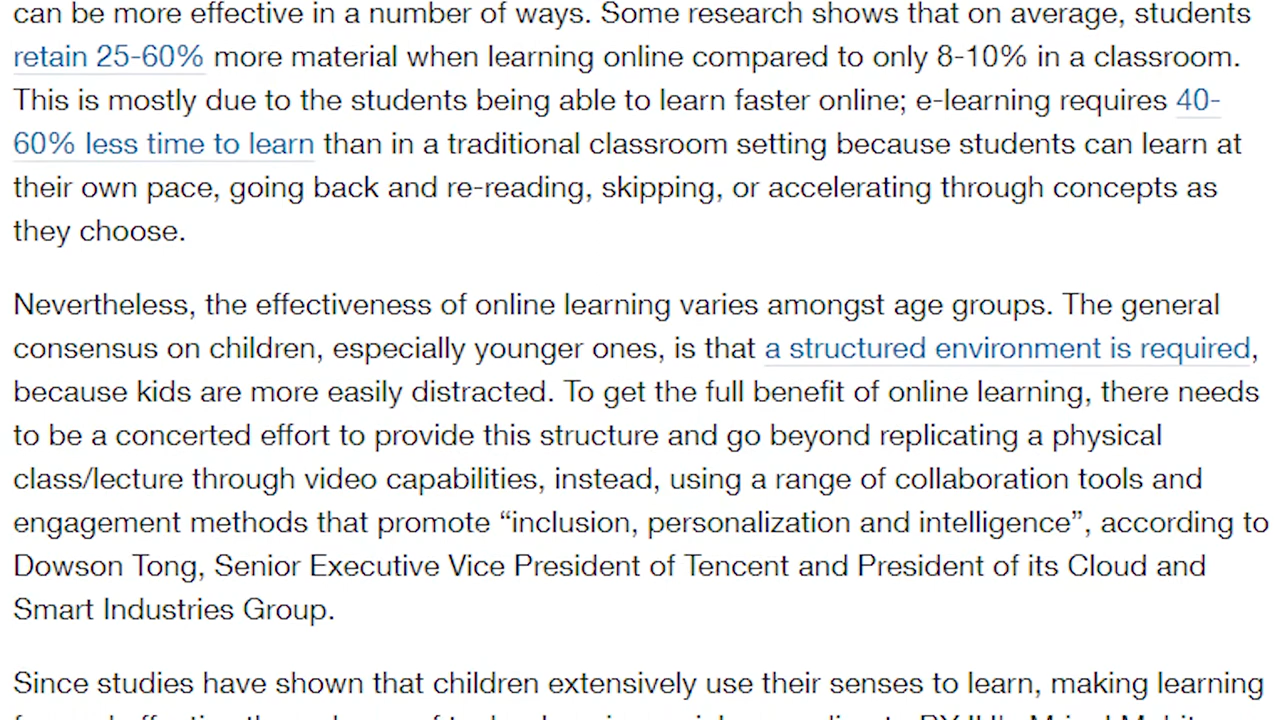 can be more effective in a number of ways. Some research shows that on average, students
retain 25-60% more material when learning online compared to only 8-10% in a classroom.
This is mostly due to the students being able to learn faster online; e-learning requires 40-
60% less time to learn than in a traditional classroom setting because students can learn at
their own pace, going back and re-reading, skipping, or accelerating through concepts as
they choose.
Nevertheless, the effectiveness of online learning varies amongst age groups. The general
consensus on children, especially younger ones, is that a structured environment is required,
because kids are more easily distracted. To get the full benefit of online learning, there needs
to be a concerted effort to provide this structure and go beyond replicating a physical
class/lecture through video capabilities, instead, using a range of collaboration tools and
engagement methods that promote “inclusion, personalization and intelligence”, according to
Dowson Tong, Senior Executive Vice President of Tencent and President of its Cloud and
Smart Industries Group.
Since studies have shown that children extensively use their senses to learn, making learning